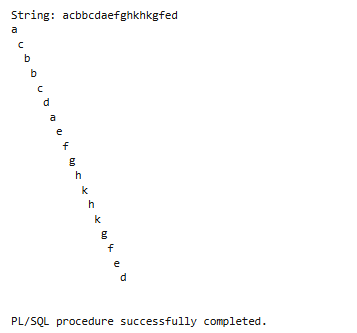 String: acbbcdaefghkhkgfed
a
 c
  b
   b
    c
     d
      a
       e
        f
         g
          h
           k
            h
             k
              g
               f
                e
                 d
PL/SQL procedure successfully completed.